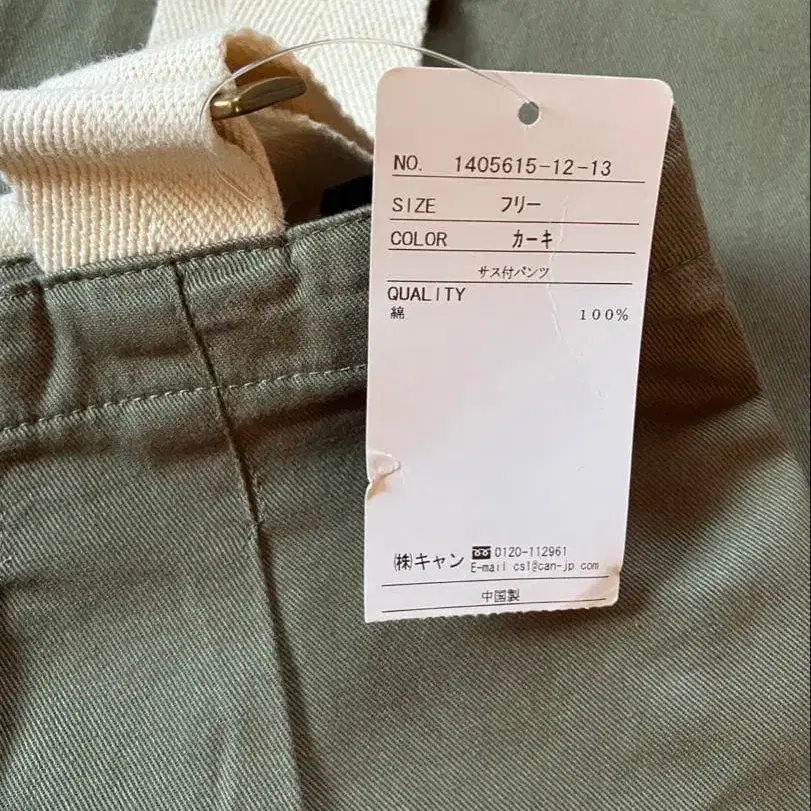 NO. 1405615-12-13
SIZE フリー
COLOR カーキ
サス付パンツ
QUALITY
綿 100%
㈱キャン 0120-112961
E-mail cs1@can-jp.com
中国製